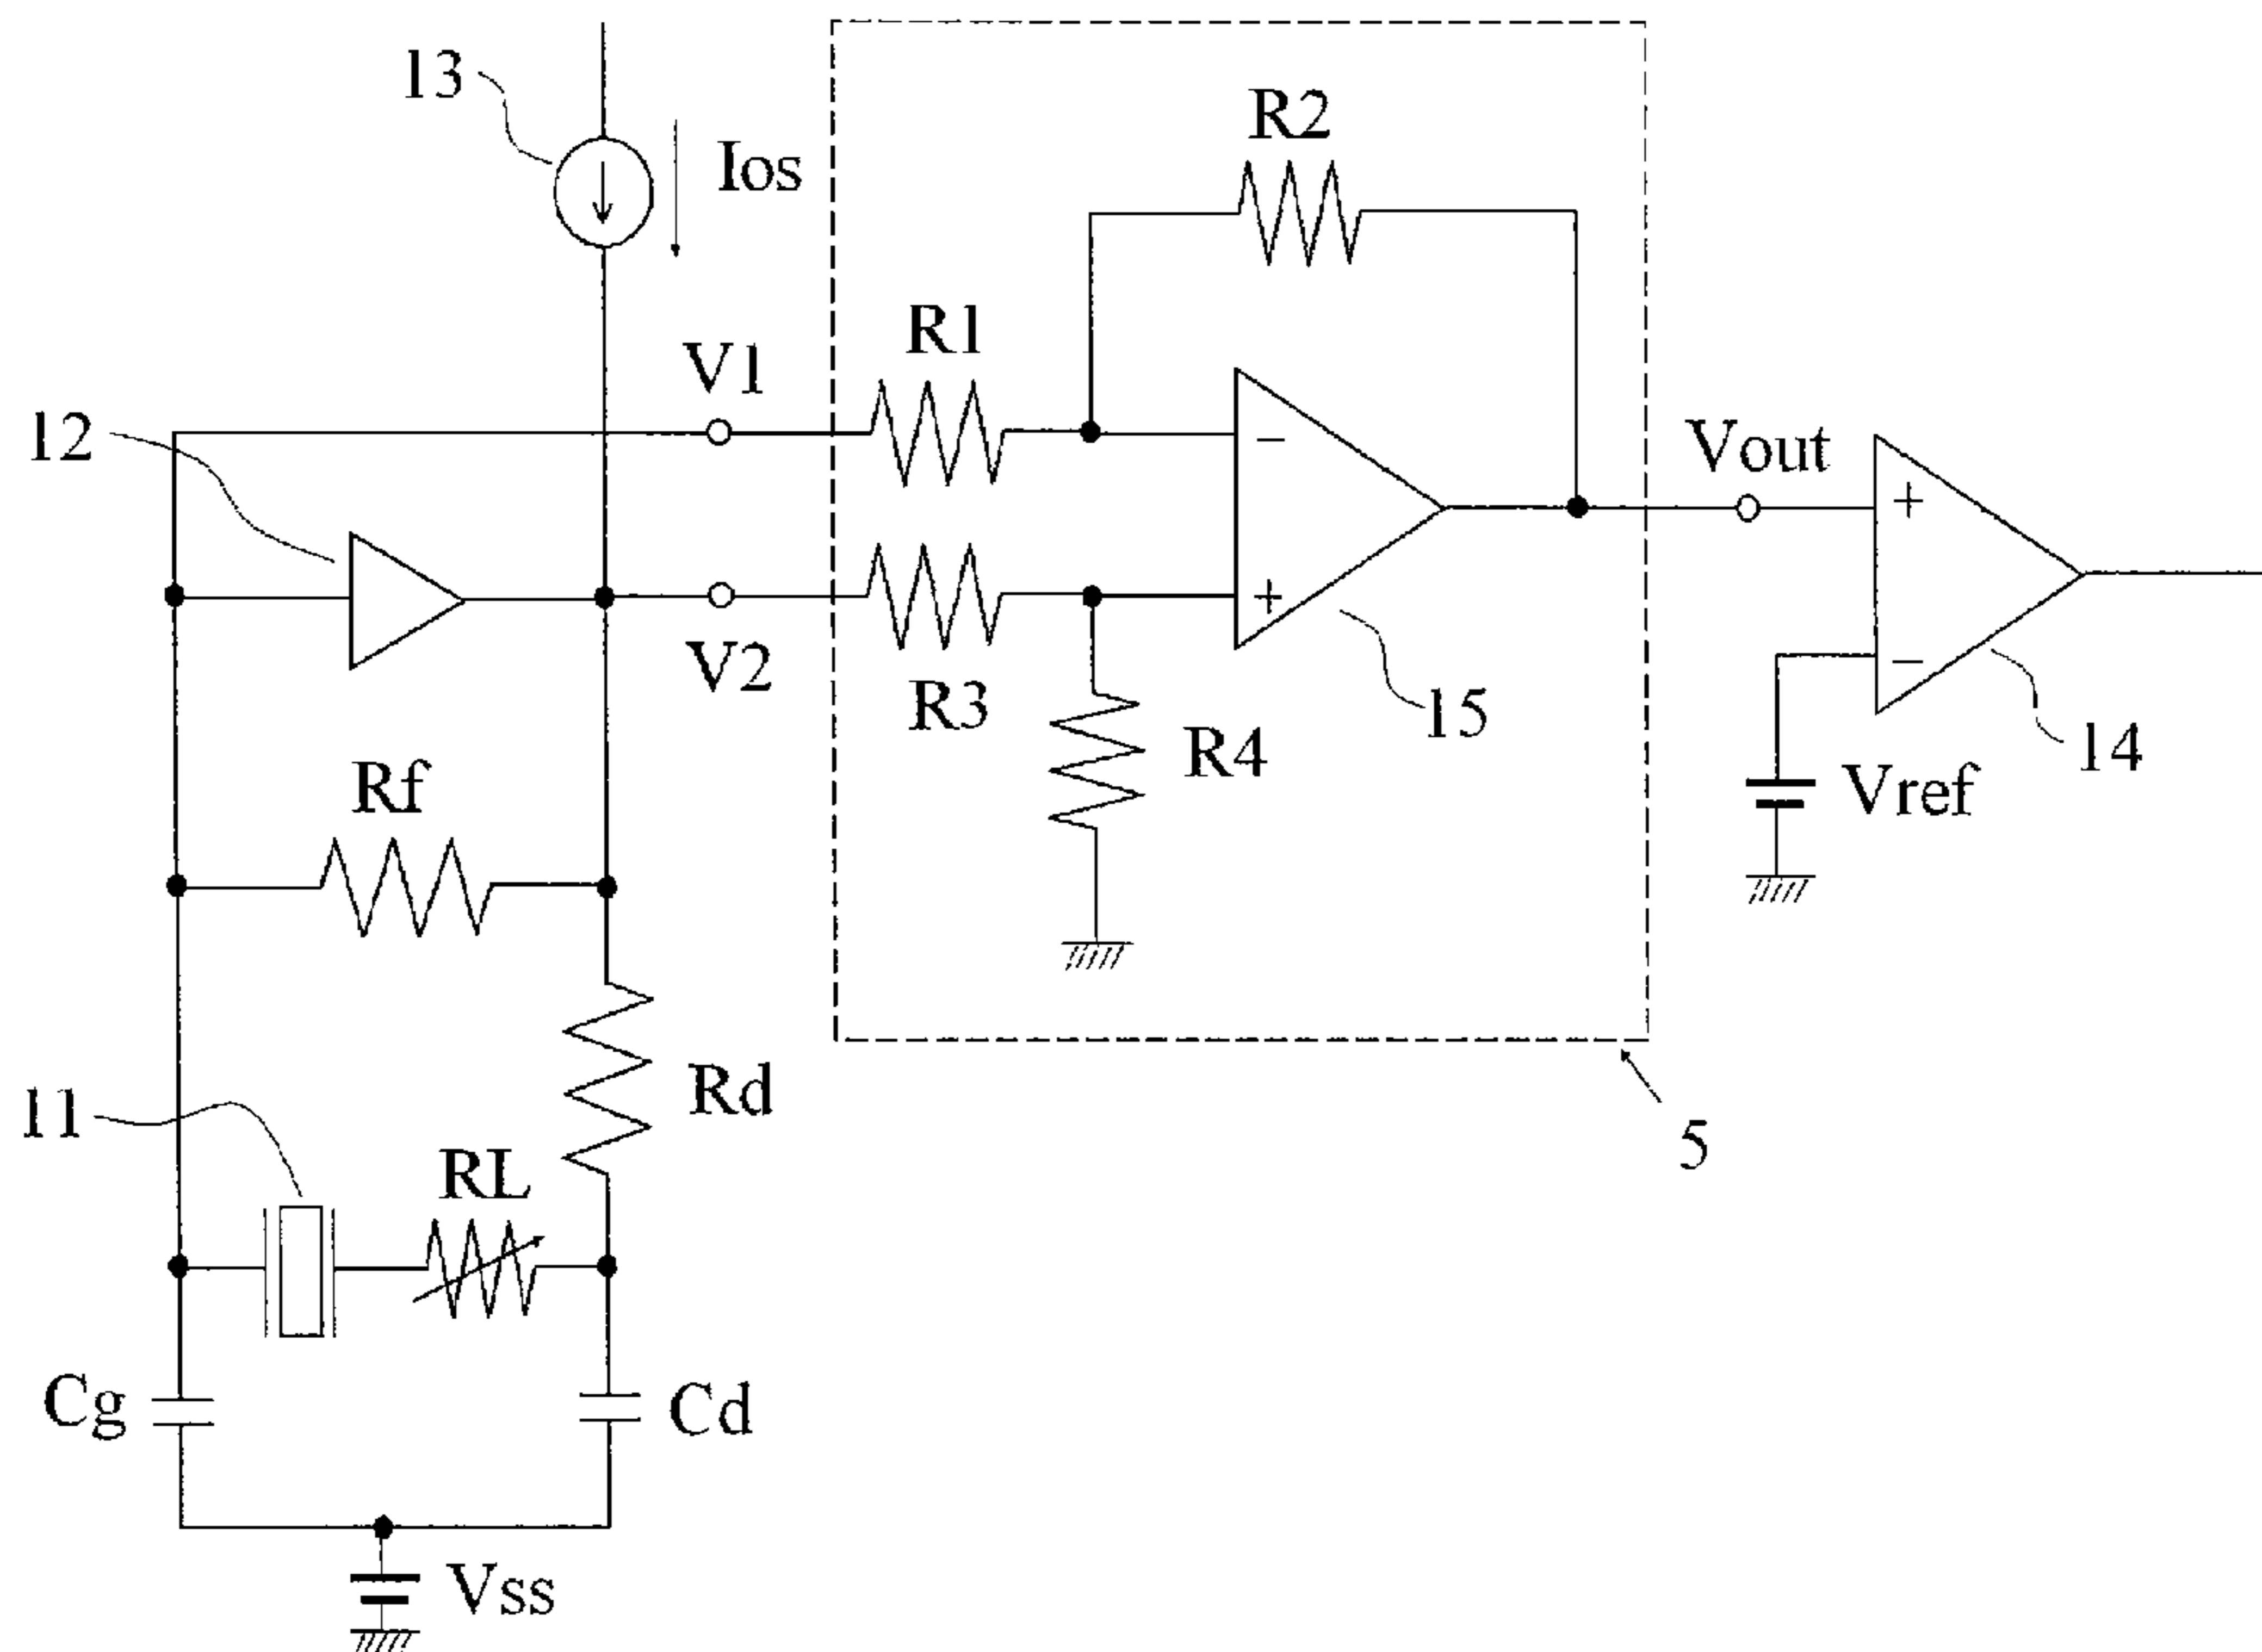 13
Ios
R2
R1
V1
12
+
−
−
+
Vout
V2
R3
15
14
R4
Vref
Rf
Rd
11
RL
5
Cg
Cd
Vss